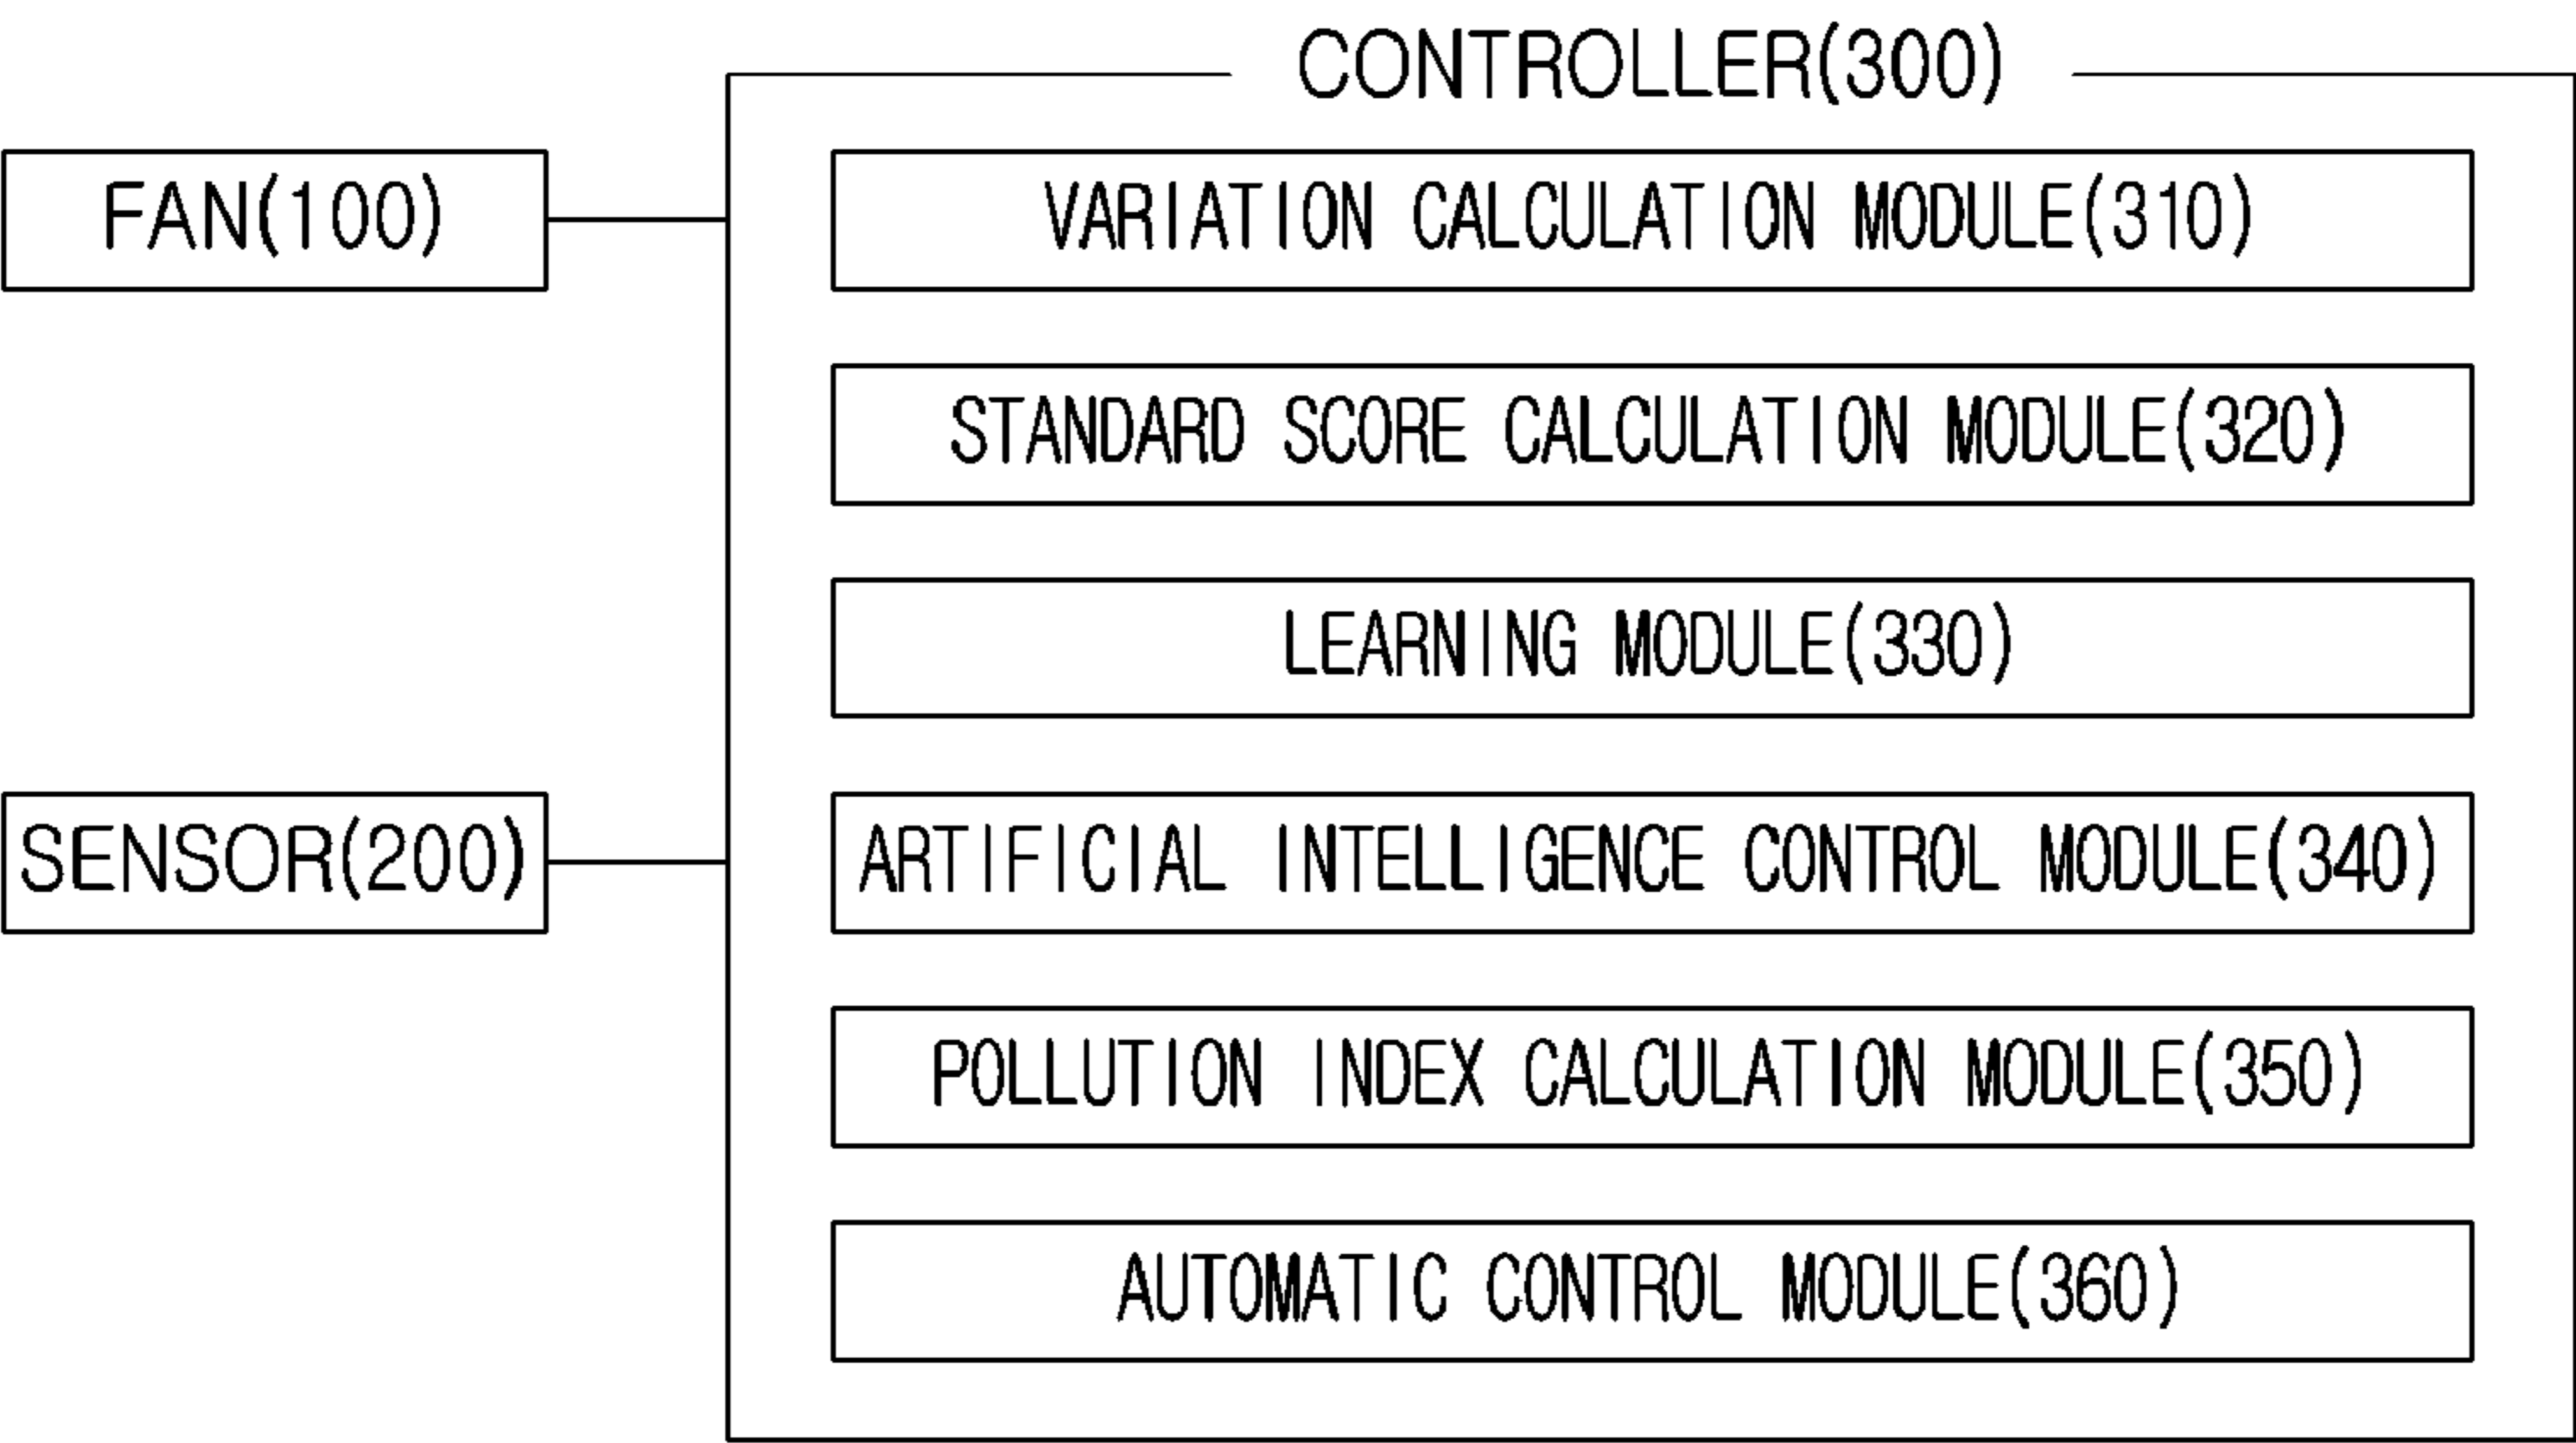 CONTROLLER(300)
FAN(100)
VARIATION CALCULATION MODULE(310)
STANDARD SCORE CALCULATION MODULE(320)
LEARNING MODULE(330)
SENSOR(200)
ARTIFICIAL INTELLIGENCE CONTROL MODULE(340)
POLLUTION INDEX CALCULATION MODULE(350)
AUTOMATIC CONTROL MODULE(360)